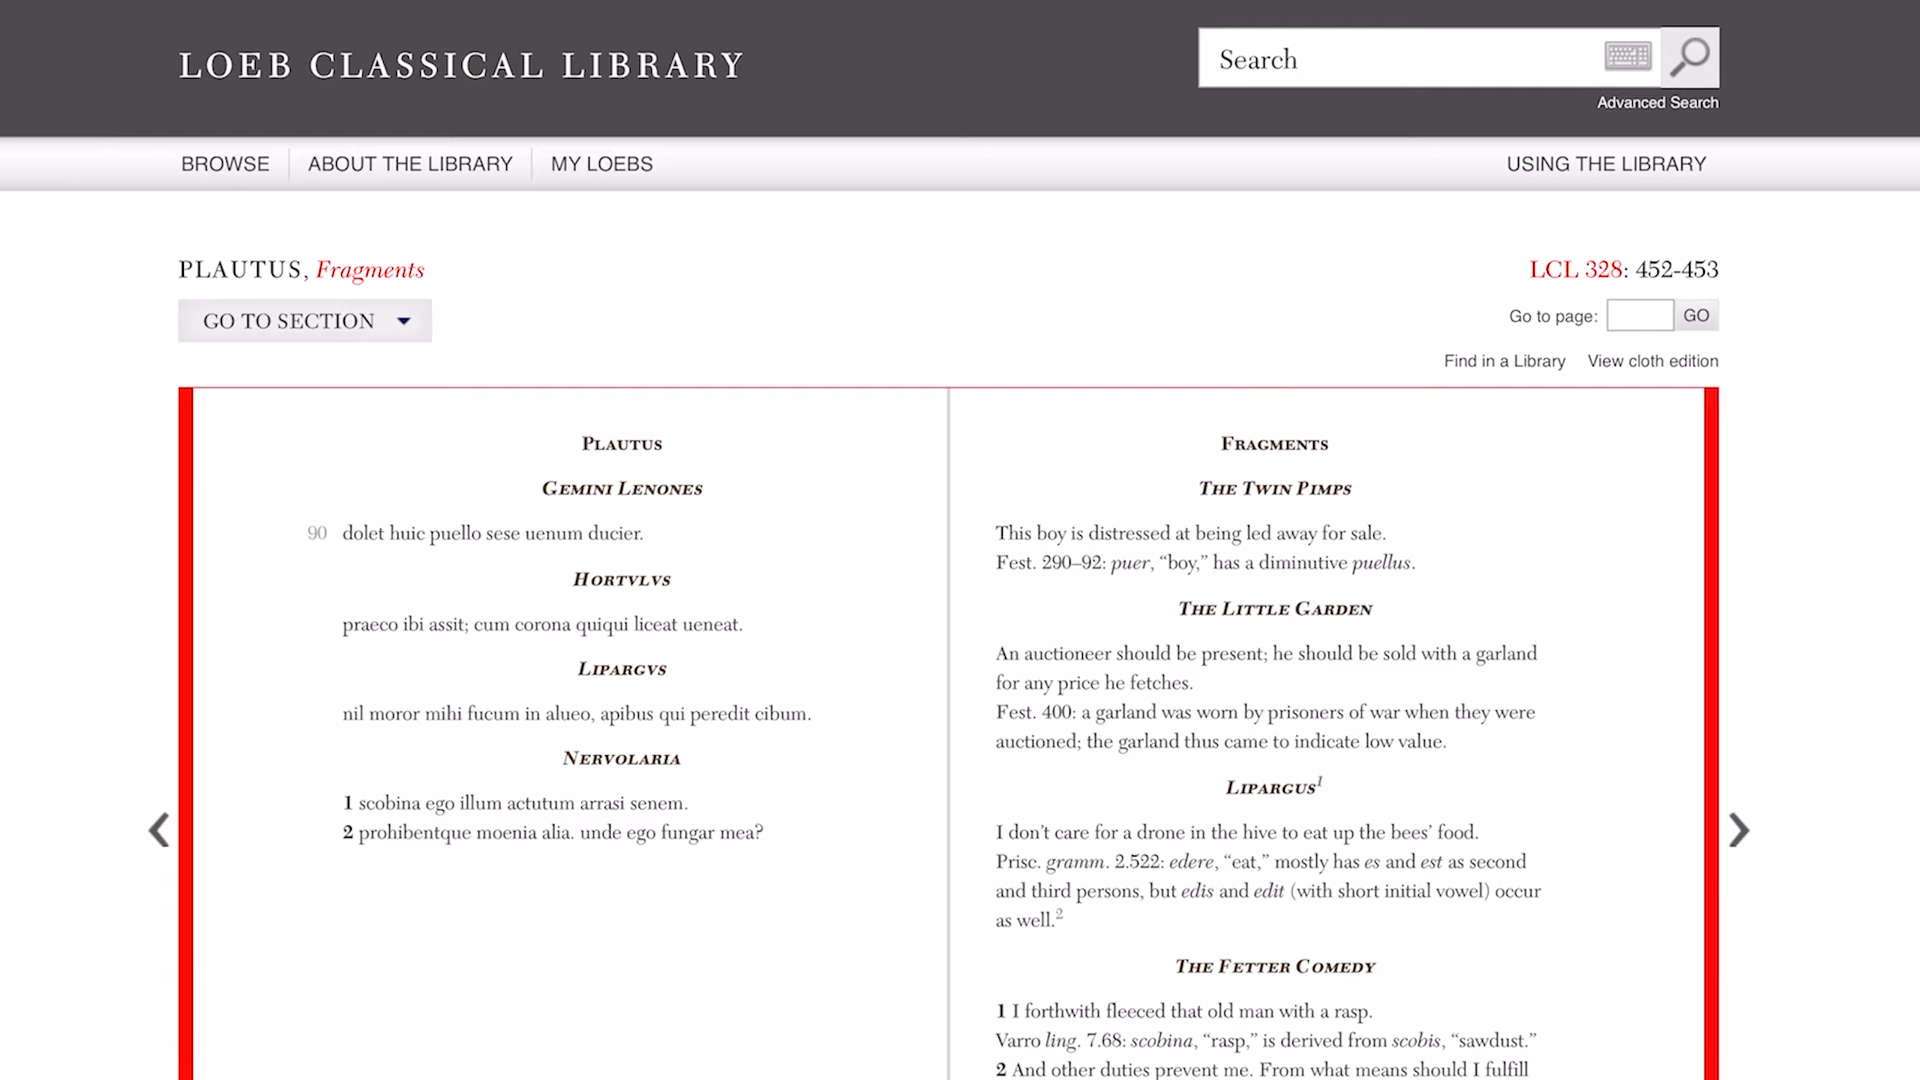 LOEB CLASSICAL LIBRARY
Search
Advanced Search
BROWSE
ABOUT THE LIBRARY
MY LOEBS
USING THE LIBRARY
PLAUTUS, Fragments
LCL 328: 452-453
GO TO SECTION
Go to page:
GO
Find in a Library
View cloth edition
PLAUTUS
GEMINI LENONES
90 dolet huic puello sese uenum ducier.
HORTVLVS
praeco ibi assit; cum corona quiqui liceat ueneat.
LIPARGVS
nil moror mihi fucum in alueo, apibus qui peredit cibum.
NERVOLARIA
1 scobina ego illum actutum arrasi senem.
2 prohibentque moenia alia. unde ego fungar mea?
FRAGMENTS
THE TWIN PIMPS
This boy is distressed at being led away for sale.
Fest. 290–92: puer, “boy,” has a diminutive puellus.
THE LITTLE GARDEN
An auctioneer should be present; he should be sold with a garland
for any price he fetches.
Fest. 400: a garland was worn by prisoners of war when they were
auctioned; the garland thus came to indicate low value.
LIPARGUS1
I don’t care for a drone in the hive to eat up the bees’ food.
Prisc. gramm. 2.522: edere, “eat,” mostly has es and est as second
and third persons, but edis and edit (with short initial vowel) occur
as well.2
THE FETTER COMEDY
1 I forthwith fleeced that old man with a rasp.
Varro ling. 7.68: scobina, “rasp,” is derived from scobis, “sawdust.”
2 And other duties prevent me. From what means should I fulfill